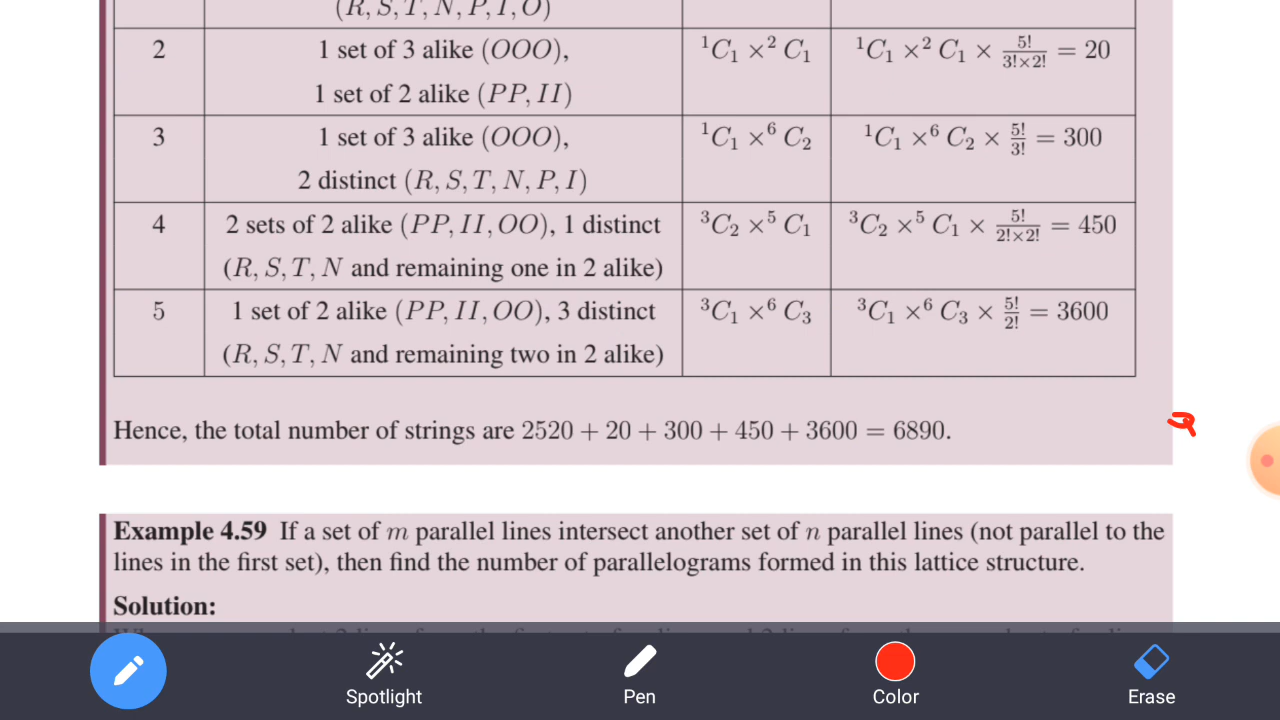 (R, S, T, N, P, I, O)
2 1 set of 3 alike (OOO), ¹C₁ ײ C₁ ¹C₁ ײ C₁ × 5!/3!×2! = 20
1 set of 2 alike (PP, II)
3 1 set of 3 alike (OOO), ¹C₁ ×⁶ C₂ ¹C₁ ×⁶ C₂ × 5!/3! = 300
2 distinct (R, S, T, N, P, I)
4 2 sets of 2 alike (PP, II, OO), 1 distinct ³C₂ ×⁵ C₁ ³C₂ ×⁵ C₁ × 5!/2!×2! = 450
(R, S, T, N and remaining one in 2 alike)
5 1 set of 2 alike (PP, II, OO), 3 distinct ³C₁ ×⁶ C₃ ³C₁ ×⁶ C₃ × 5!/2! = 3600
(R, S, T, N and remaining two in 2 alike)
Hence, the total number of strings are 2520 + 20 + 300 + 450 + 3600 = 6890.
Example 4.59 If a set of m parallel lines intersect another set of n parallel lines (not parallel to the
lines in the first set), then find the number of parallelograms formed in this lattice structure.
Solution:
Spotlight Pen Color Erase